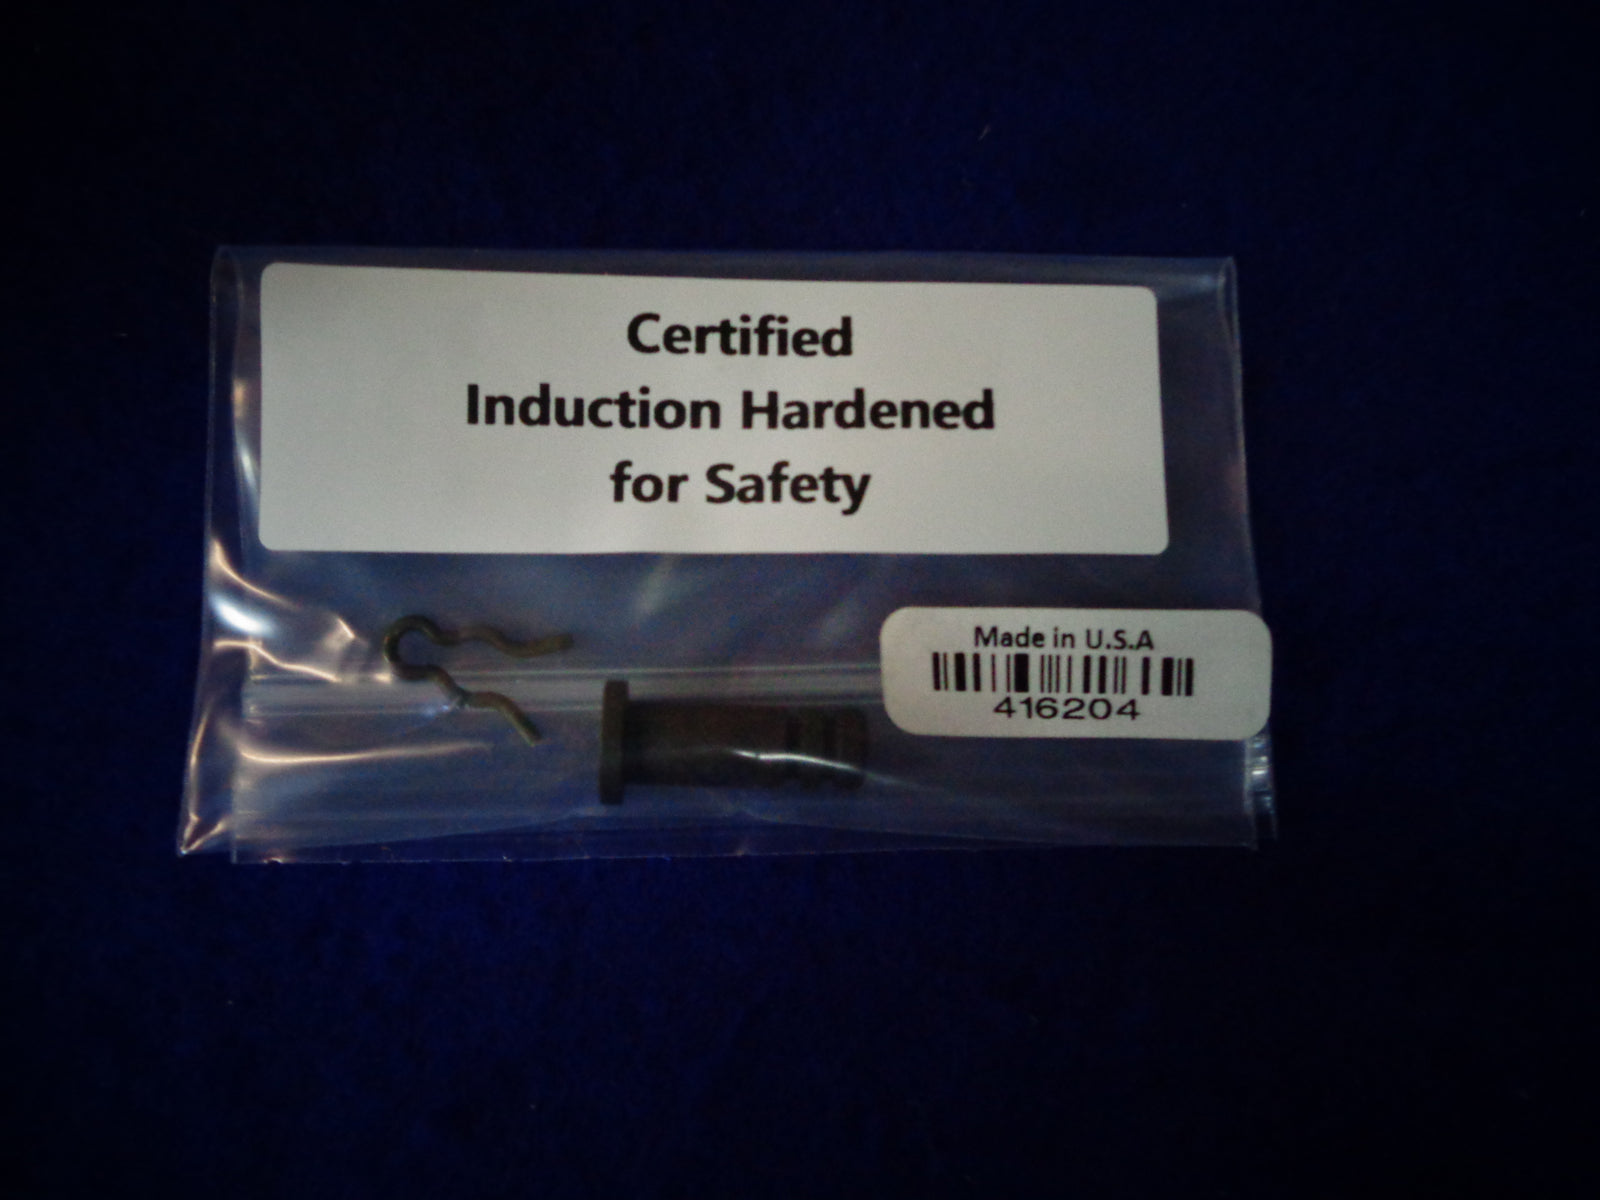 Certified
Induction Hardened
for Safety
Made in U.S.A
416204